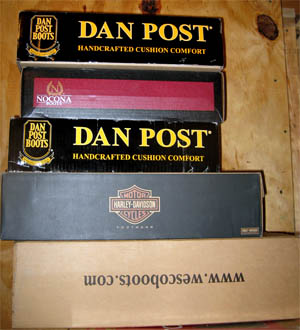 DAN
POST
BOOTS
DAN POST®
HANDCRAFTED CUSHION COMFORT
NOCONA
BOOTS
DAN
POST
BOOTS
DAN POST®
HANDCRAFTED CUSHION COMFORT
MOTOR
HARLEY-DAVIDSON
CYCLES
FOOTWEAR
www.wescoboots.com